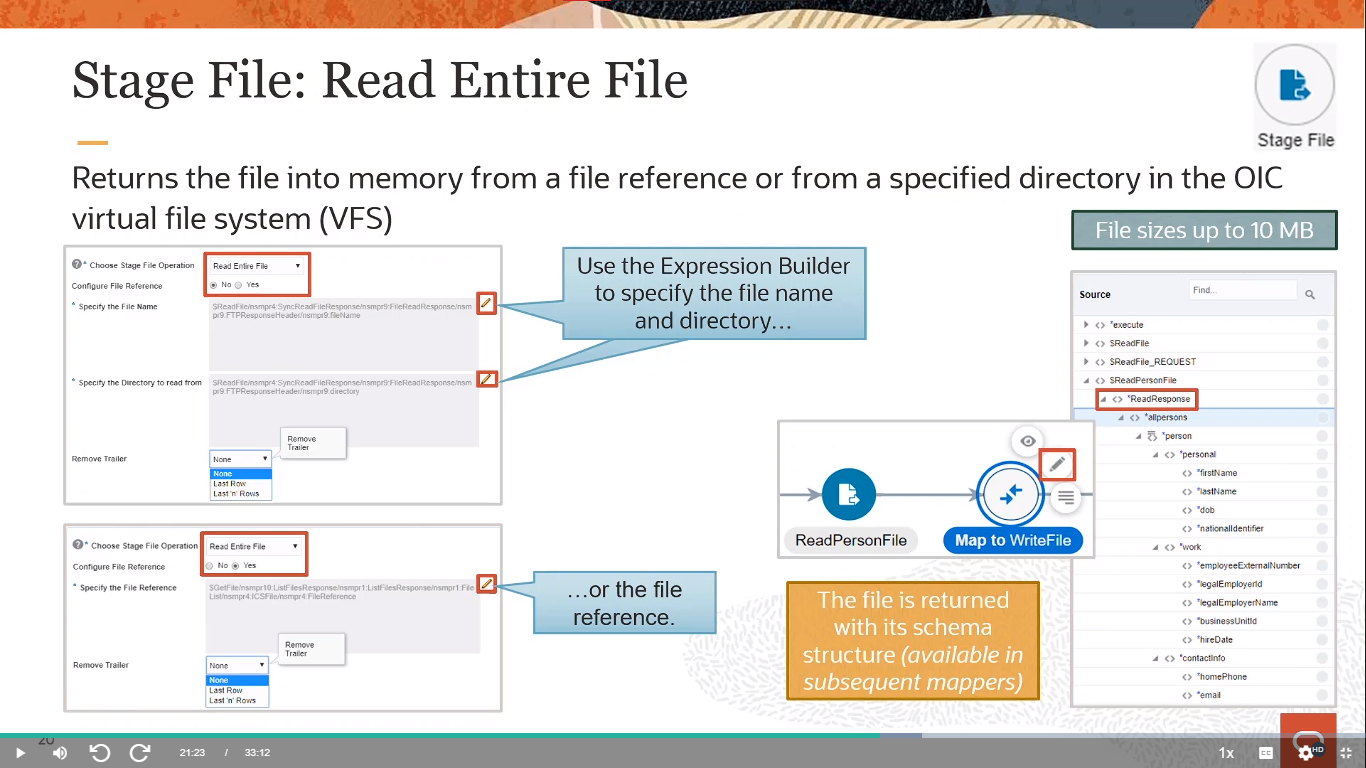 Stage File: Read Entire File
Stage File
Returns the file into memory from a file reference or from a specified directory in the OIC
virtual file system (VFS)
File sizes up to 10 MB
* Choose Stage File Operation
Read Entire File
Configure File Reference
No
Yes
* Specify the File Name
$ReadFile/nsmpr4:SyncReadFileResponse/nsmpr9:FileReadResponse/nsm
pr9:FTPResponseHeader/nsmpr9:fileName
* Specify the Directory to read from
$ReadFile/nsmpr4:SyncReadFileResponse/nsmpr9:FileReadResponse/nsm
pr9:FTPResponseHeader/nsmpr9:directory
Remove
Trailer
Remove Trailer
None
None
Last Row
Last 'n' Rows
Use the Expression Builder
to specify the file name
and directory…
* Choose Stage File Operation
Read Entire File
Configure File Reference
No
Yes
* Specify the File Reference
$GetFile/nsmpr10:ListFilesResponse/nsmpr1:ListFilesResponse/nsmpr1:File
List/nsmpr4:ICSFile/nsmpr4:FileReference
Remove
Trailer
Remove Trailer
None
None
Last Row
Last 'n' Rows
…or the file
reference.
ReadPersonFile
Map to WriteFile
The file is returned
with its schema
structure (available in
subsequent mappers)
Source
Find...
*execute
$ReadFile
$ReadFile_REQUEST
$ReadPersonFile
*ReadResponse
*allpersons
*person
*personal
*firstName
*lastName
*dob
*nationalIdentifier
*work
*employeeExternalNumber
*legalEmployerId
*legalEmployerName
*businessUnitId
*hireDate
*contactInfo
*homePhone
*email
20
21:23 / 33:12
1x
CC
HD